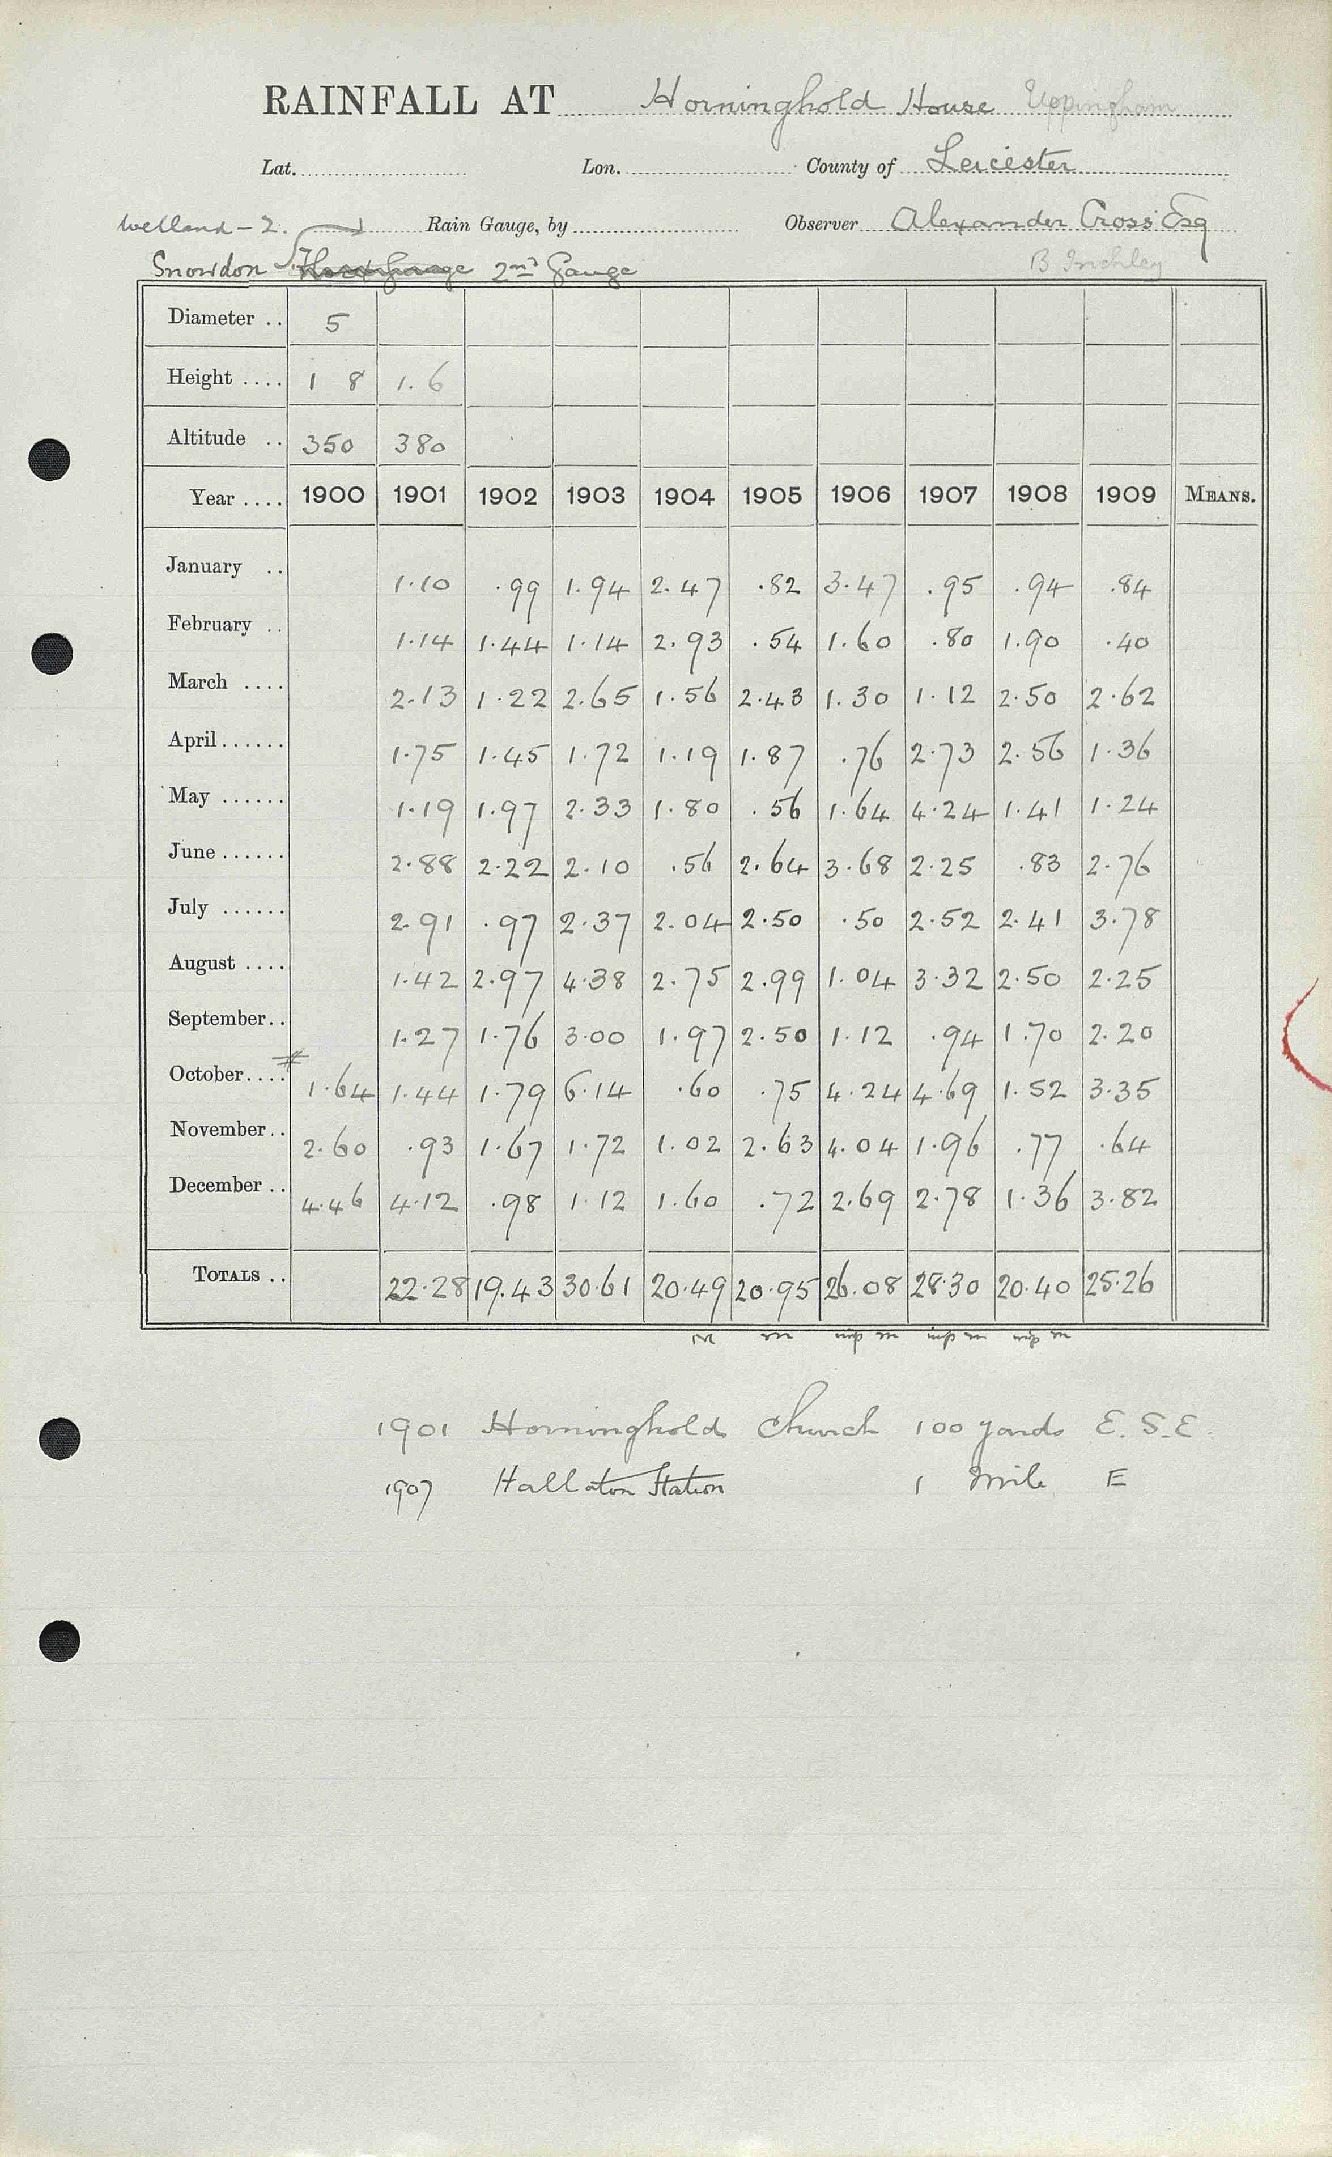 RAINFALL AT Horninghold House Uppingham
Lat. Lon. County of Leicester
Welland - 2. Rain Gauge, by Observer Alexander Cross Esq
Snowdon 2nd Gauge B Inchley
Diameter .. 5
Height .... 1 8 1.6
Altitude .. 350 380
Year .... 1900 1901 1902 1903 1904 1905 1906 1907 1908 1909 MEANS.
January .. 1.10 .99 1.94 2.47 .82 3.47 .95 .94 .84
February .. 1.14 1.44 1.14 2.93 .54 1.60 .80 1.90 .40
March .... 2.13 1.22 2.65 1.56 2.43 1.30 1.12 2.50 2.62
April...... 1.75 1.45 1.72 1.19 1.87 .76 2.73 2.56 1.36
May ...... 1.19 1.97 2.33 1.80 .56 1.64 4.24 1.41 1.24
June...... 2.88 2.22 2.10 .56 2.64 3.68 2.25 .83 2.76
July ...... 2.91 .97 2.37 2.04 2.50 .50 2.52 2.41 3.78
August .... 1.42 2.97 4.38 2.75 2.99 1.04 3.32 2.50 2.25
September.. 1.27 1.76 3.00 1.97 2.50 1.12 .94 1.70 2.20
October.... 1.64 1.44 1.79 6.14 .60 .75 4.24 4.69 1.52 3.35
November.. 2.60 .93 1.67 1.72 1.02 2.63 4.04 1.96 .77 .64
December .. 4.46 4.12 .98 1.12 1.60 .72 2.69 2.78 1.36 3.82
TOTALS .. 22.28 19.43 30.61 20.49 20.95 26.08 28.30 20.40 25.26
1901 Horninghold Church 100 yards E.S.E.
1907 Hallaton Station 1 Mile E